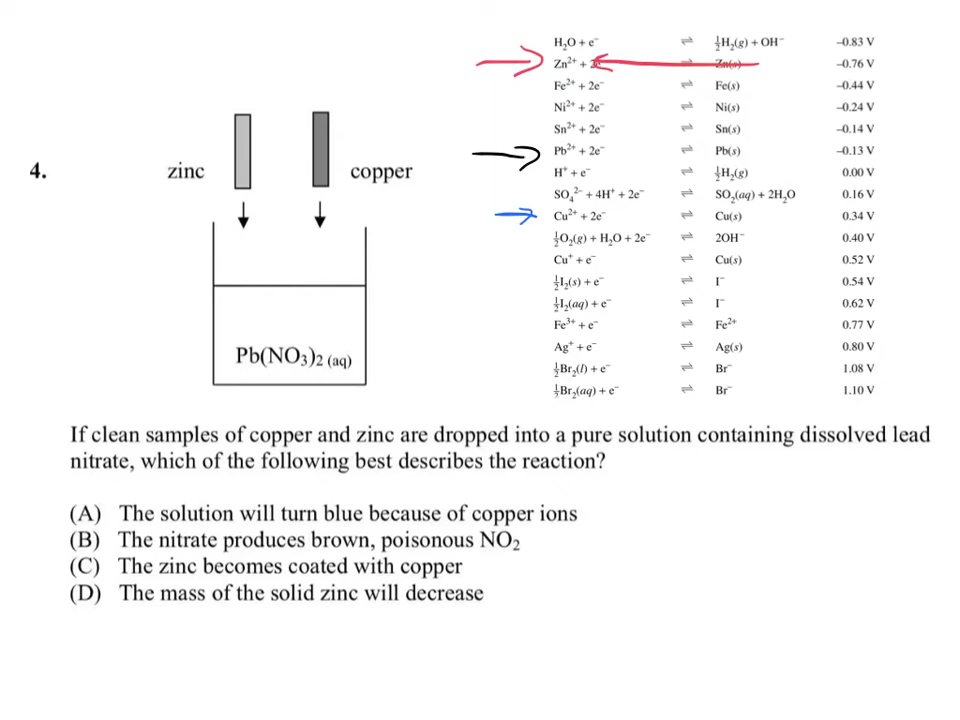 H₂O + e⁻ ⇌ ½H₂(g) + OH⁻ –0.83 V
Zn²⁺ + 2e⁻ ⇌ Zn(s) –0.76 V
Fe²⁺ + 2e⁻ ⇌ Fe(s) –0.44 V
Ni²⁺ + 2e⁻ ⇌ Ni(s) –0.24 V
Sn²⁺ + 2e⁻ ⇌ Sn(s) –0.14 V
Pb²⁺ + 2e⁻ ⇌ Pb(s) –0.13 V
H⁺ + e⁻ ⇌ ½H₂(g) 0.00 V
SO₄²⁻ + 4H⁺ + 2e⁻ ⇌ SO₂(aq) + 2H₂O 0.16 V
Cu²⁺ + 2e⁻ ⇌ Cu(s) 0.34 V
½O₂(g) + H₂O + 2e⁻ ⇌ 2OH⁻ 0.40 V
Cu⁺ + e⁻ ⇌ Cu(s) 0.52 V
½I₂(s) + e⁻ ⇌ I⁻ 0.54 V
½I₂(aq) + e⁻ ⇌ I⁻ 0.62 V
Fe³⁺ + e⁻ ⇌ Fe²⁺ 0.77 V
Ag⁺ + e⁻ ⇌ Ag(s) 0.80 V
½Br₂(l) + e⁻ ⇌ Br⁻ 1.08 V
½Br₂(aq) + e⁻ ⇌ Br⁻ 1.10 V
4. zinc copper
Pb(NO₃)₂ (aq)
If clean samples of copper and zinc are dropped into a pure solution containing dissolved lead
nitrate, which of the following best describes the reaction?
(A) The solution will turn blue because of copper ions
(B) The nitrate produces brown, poisonous NO₂
(C) The zinc becomes coated with copper
(D) The mass of the solid zinc will decrease